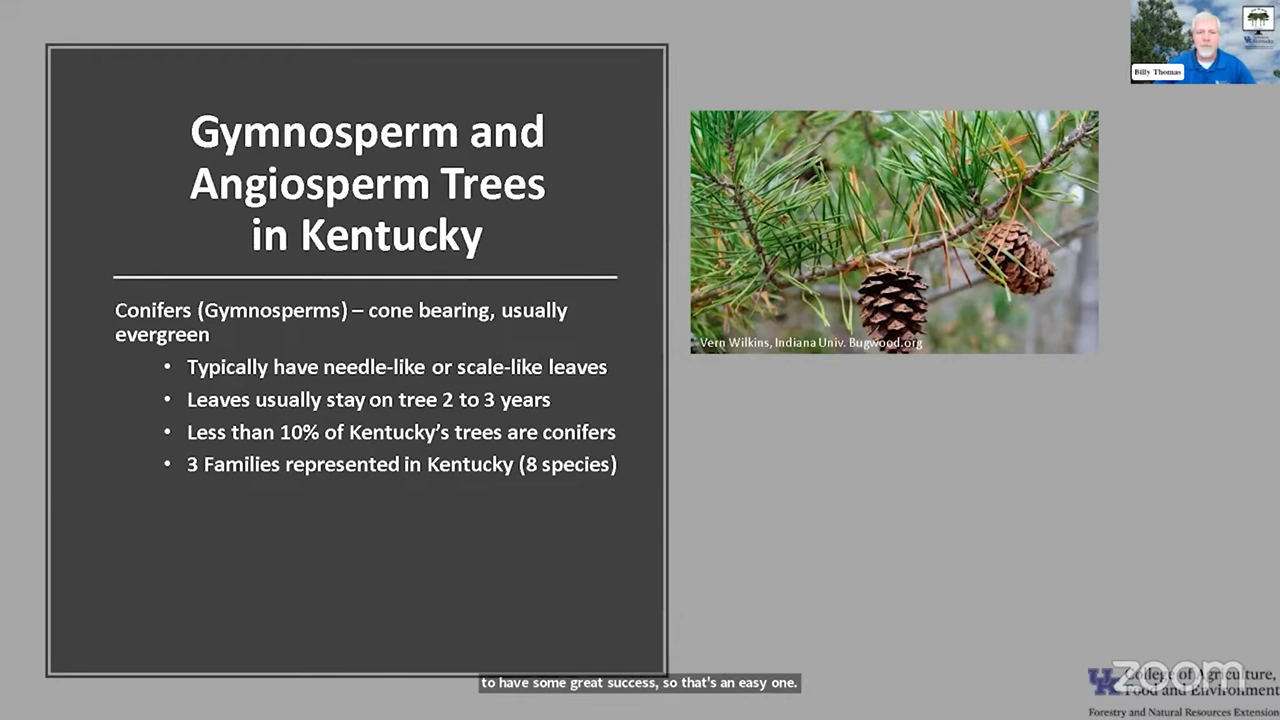 Gymnosperm and
Angiosperm Trees
in Kentucky
Conifers (Gymnosperms) – cone bearing, usually
evergreen
• Typically have needle-like or scale-like leaves
• Leaves usually stay on tree 2 to 3 years
• Less than 10% of Kentucky's trees are conifers
• 3 Families represented in Kentucky (8 species)
Vern Wilkins, Indiana Univ. Bugwood.org
Billy Thomas
to have some great success, so that's an easy one.
zoom
UK College of Agriculture,
Food and Environment
Forestry and Natural Resources Extension